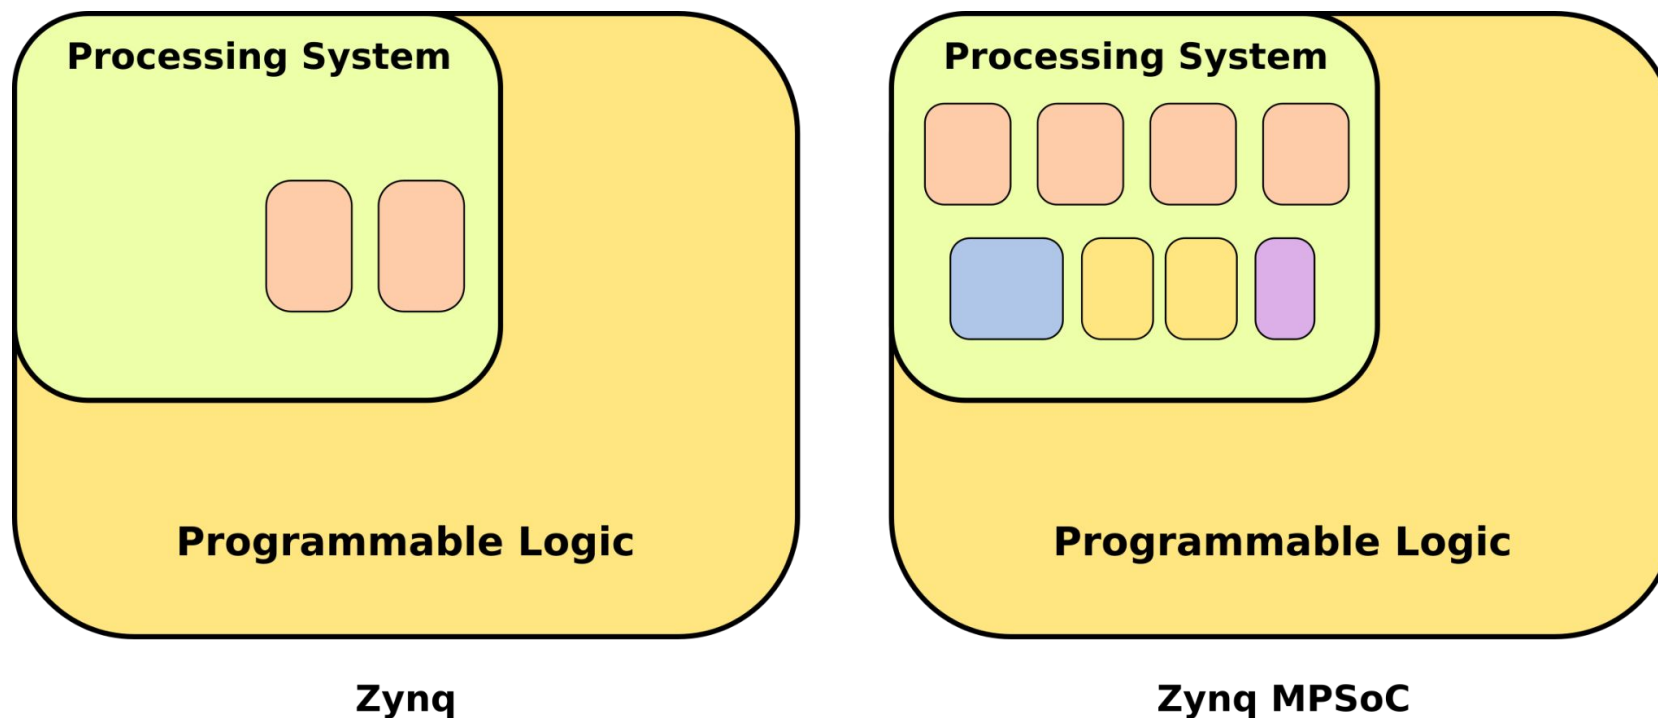 Processing System
Programmable Logic
Zynq
Processing System
Programmable Logic
Zynq MPSoC